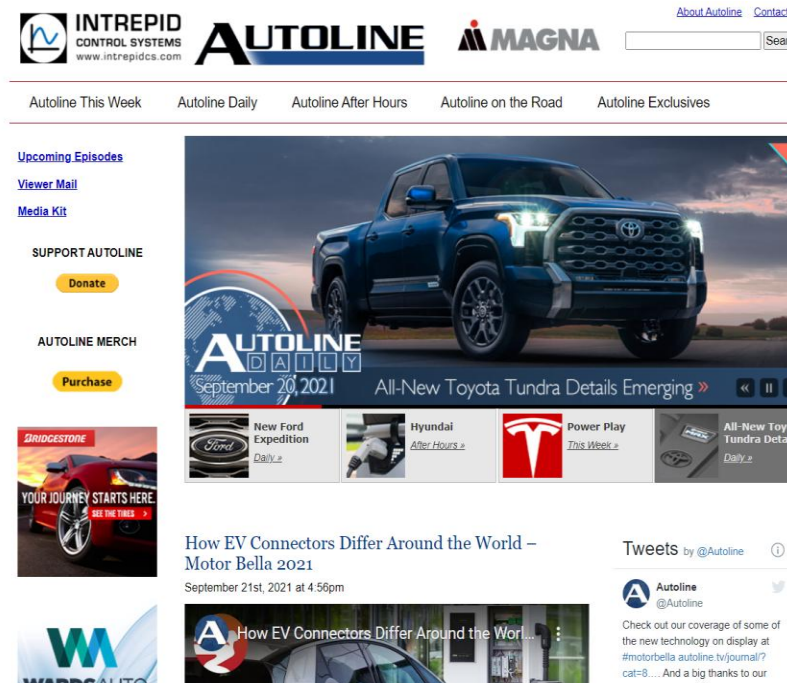 About Autoline Contact
INTREPID
CONTROL SYSTEMS
www.intrepidcs.com
AUTOLINE
MAGNA
Autoline This Week Autoline Daily Autoline After Hours Autoline on the Road Autoline Exclusives
Upcoming Episodes
Viewer Mail
Media Kit
SUPPORT AUTOLINE
Donate
AUTOLINE MERCH
Purchase
BRIDGESTONE
YOUR JOURNEY STARTS HERE.
SEE THE TIRES >
AUTOLINE
DAILY
September 20, 2021
All-New Toyota Tundra Details Emerging »
Ford
New Ford
Expedition
Daily »
Hyundai
After Hours »
Power Play
This Week »
All-New
Tundra
Daily »
How EV Connectors Differ Around the World –
Motor Bella 2021
September 21st, 2021 at 4:56pm
How EV Connectors Differ Around the Worl...
Tweets by @Autoline
Autoline
@Autoline
Check out our coverage of some of
the new technology on display at
#motorbella autoline.tv/journal/?
cat=8.... And a big thanks to our
WARDSAUTO